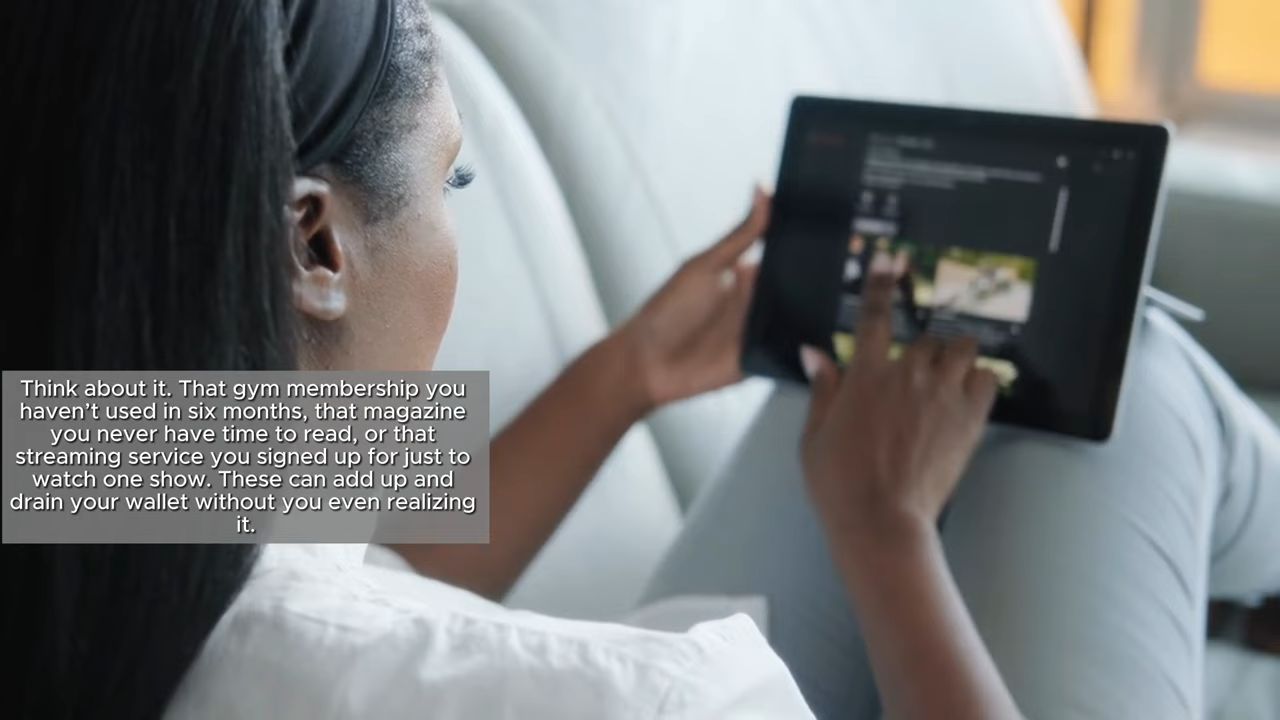 Think about it. That gym membership you
haven't used in six months, that magazine
you never have time to read, or that
streaming service you signed up for just to
watch one show. These can add up and
drain your wallet without you even realizing
it.